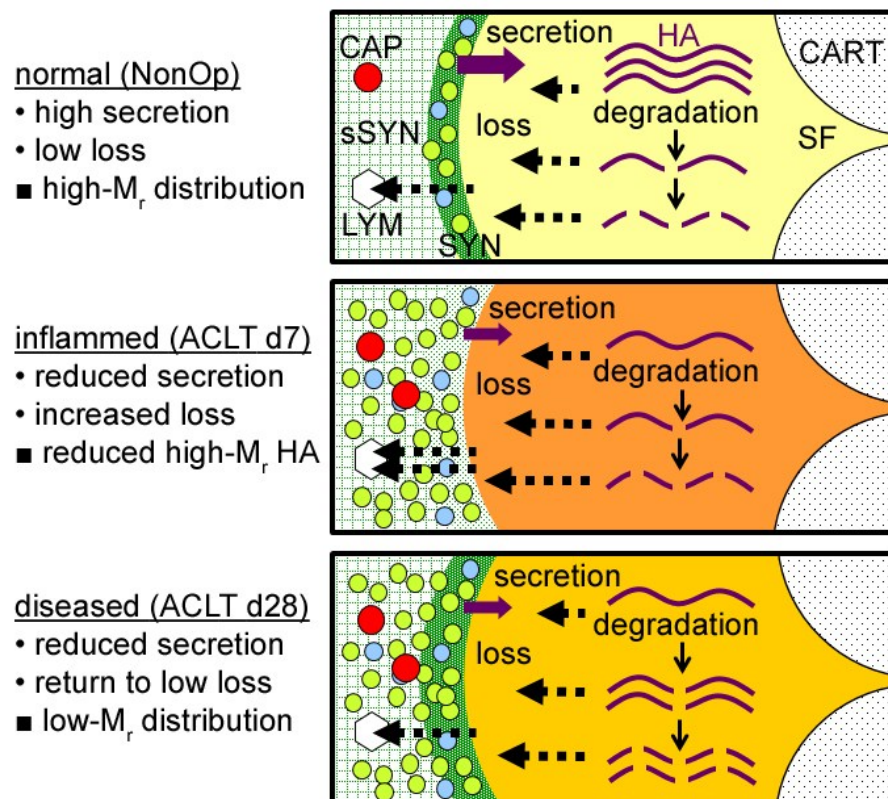 normal (NonOp)
• high secretion
• low loss
■ high-Mr distribution
CAP
secretion
HA
CART
sSYN
loss
degradation
SF
LYM
SYN
inflammed (ACLT d7)
• reduced secretion
• increased loss
■ reduced high-Mr HA
secretion
loss
degradation
diseased (ACLT d28)
• reduced secretion
• return to low loss
■ low-Mr distribution
secretion
loss
degradation